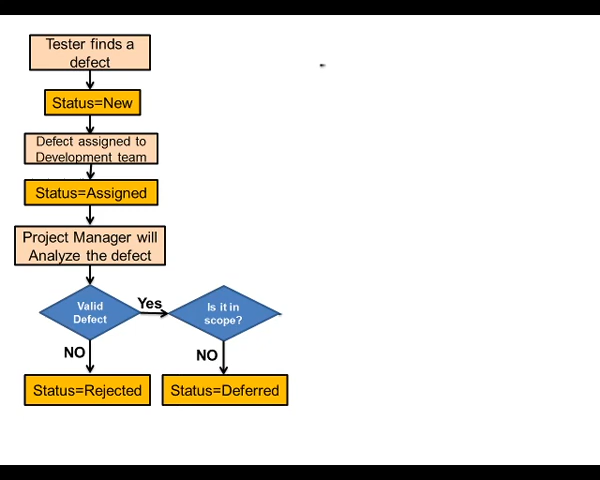 Tester finds a
defect
Status=New
Defect assigned to
Development team
Status=Assigned
Project Manager will
Analyze the defect
Valid
Defect
Yes
Is it in
scope?
NO
NO
Status=Rejected
Status=Deferred